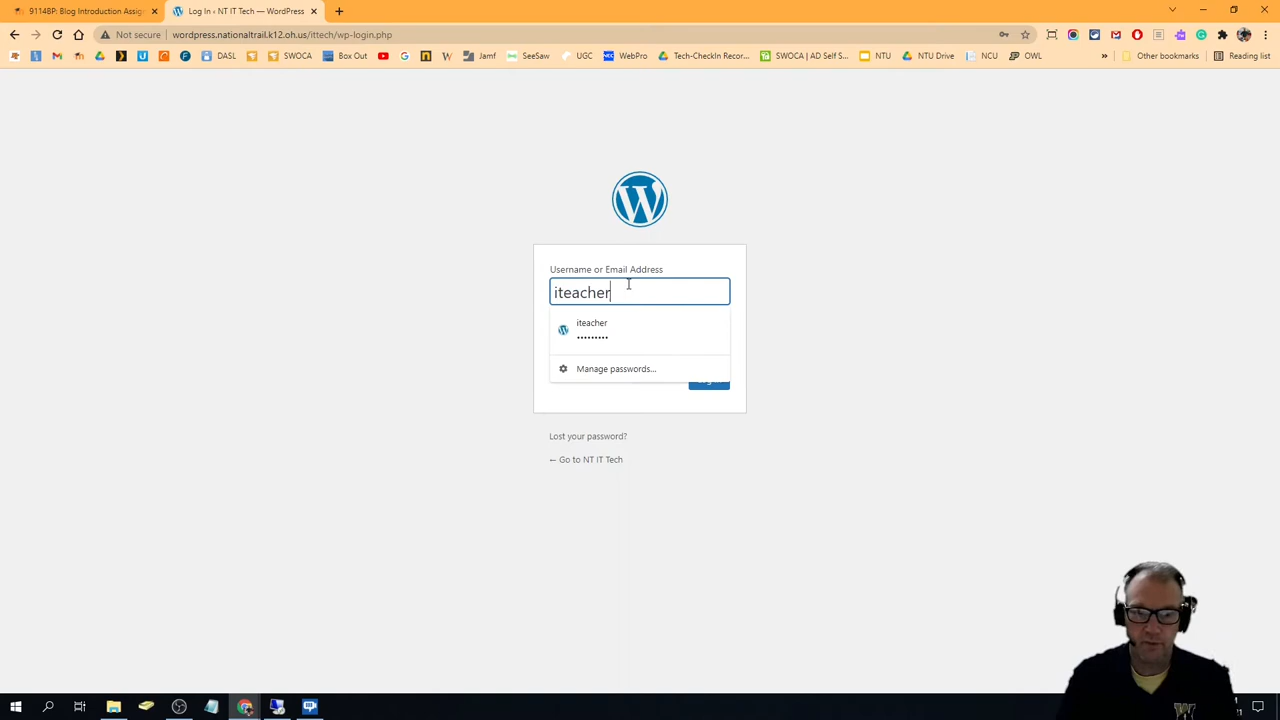 9114BP: Blog Introduction Assig
Log In ‹ NT IT Tech — WordPress
Not secure
wordpress.nationaltrail.k12.oh.us/ittech/wp-login.php
DASL
SWOCA
Box Out
Jamf
SeeSaw
UGC
WebPro
Tech-CheckIn Recor...
SWOCA | AD Self S...
NTU
NTU Drive
NCU
OWL
»
Other bookmarks
Reading list
Username or Email Address
iteacher
iteacher
•••••••••
Manage passwords...
Lost your password?
← Go to NT IT Tech